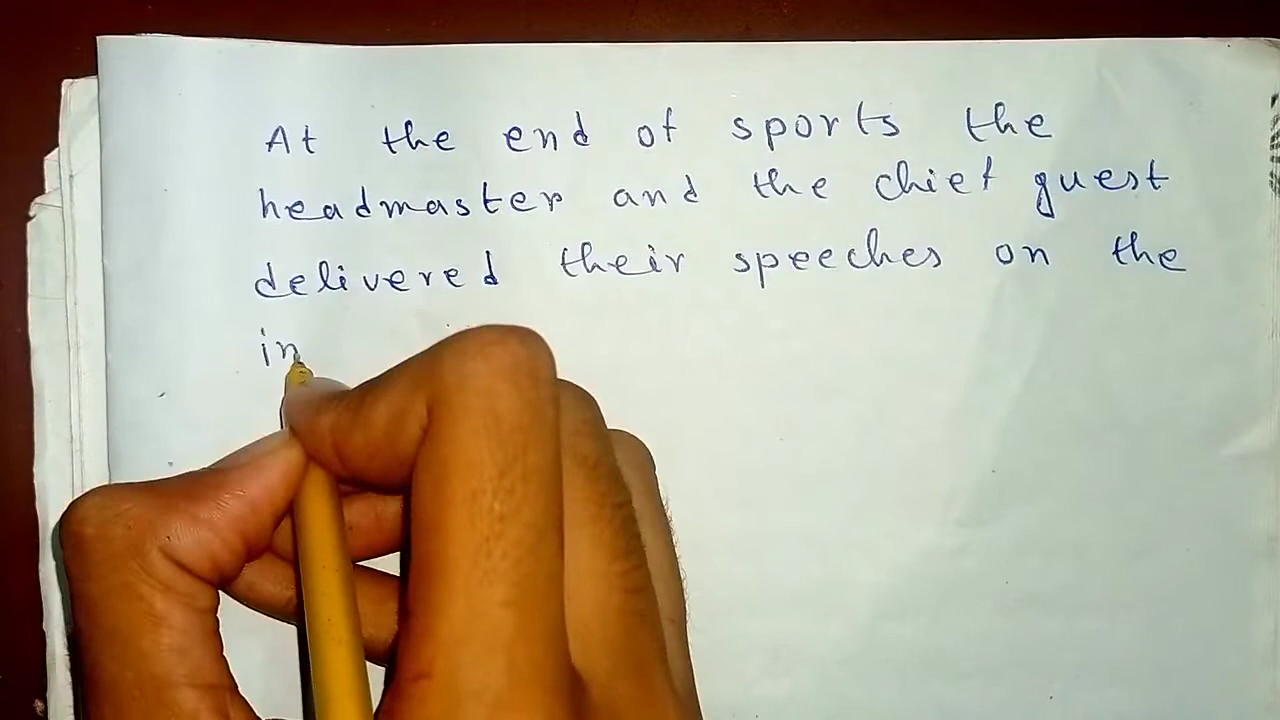 At the end of sports the
headmaster and the chief guest
delivered their speeches on the
in